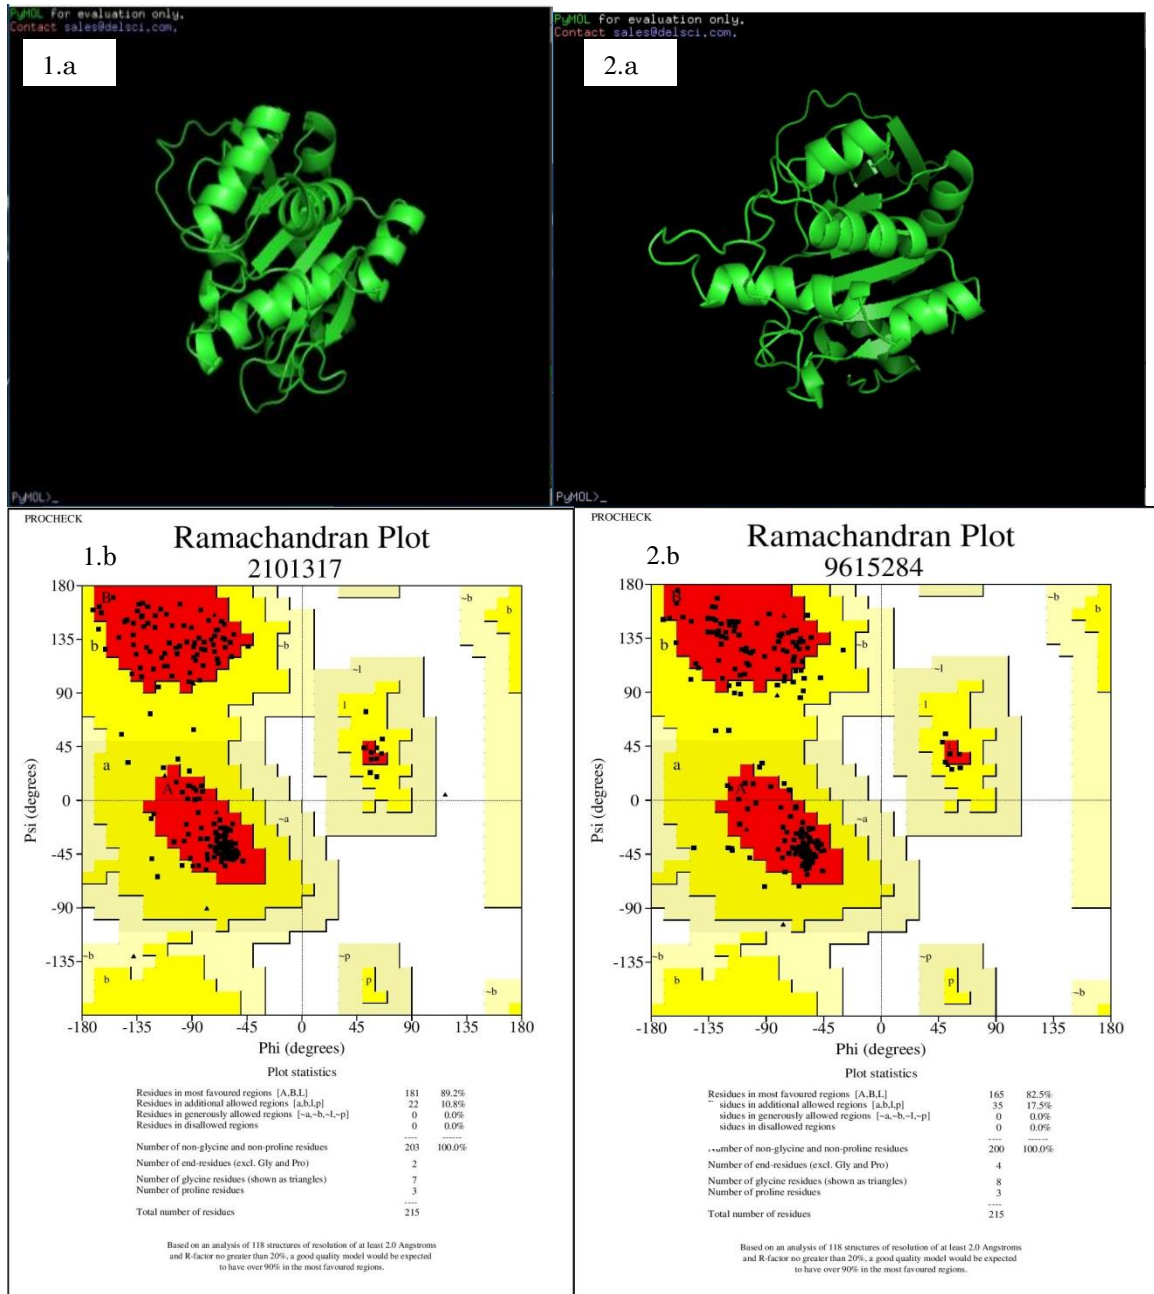 PyMOL for evaluation only.
Contact sales@delsci.com.
1.a
PyMOL>_
PyMOL for evaluation only.
Contact sales@delsci.com.
2.a
PyMOL>_
PROCHECK
Ramachandran Plot
1.b
2101317
180
135
90
45
0
-45
-90
-135
Psi (degrees)
B
b
~b
~b
b
~l
l
a
A
~a
~b
b
~p
p
~b
-180
-135
-90
-45
0
45
90
135
180
Phi (degrees)
Plot statistics
Residues in most favoured regions [A,B,L] 181 89.2%
Residues in additional allowed regions [a,b,l,p] 22 10.8%
Residues in generously allowed regions [~a,~b,~l,~p] 0 0.0%
Residues in disallowed regions 0 0.0%
---- ------
Number of non-glycine and non-proline residues 203 100.0%
Number of end-residues (excl. Gly and Pro) 2
Number of glycine residues (shown as triangles) 7
Number of proline residues 3
----
Total number of residues 215
Based on an analysis of 118 structures of resolution of at least 2.0 Angstroms
and R-factor no greater than 20%, a good quality model would be expected
to have over 90% in the most favoured regions.
PROCHECK
Ramachandran Plot
2.b
9615284
180
135
90
45
0
-45
-90
-135
Psi (degrees)
B
b
~b
~b
b
~l
l
a
A
~a
~b
b
~p
p
~b
-180
-135
-90
-45
0
45
90
135
180
Phi (degrees)
Plot statistics
Residues in most favoured regions [A,B,L] 165 82.5%
sidues in additional allowed regions [a,b,l,p] 35 17.5%
sidues in generously allowed regions [~a,~b,~l,~p] 0 0.0%
sidues in disallowed regions 0 0.0%
---- ------
umber of non-glycine and non-proline residues 200 100.0%
Number of end-residues (excl. Gly and Pro) 4
Number of glycine residues (shown as triangles) 8
Number of proline residues 3
----
Total number of residues 215
Based on an analysis of 118 structures of resolution of at least 2.0 Angstroms
and R-factor no greater than 20%, a good quality model would be expected
to have over 90% in the most favoured regions.